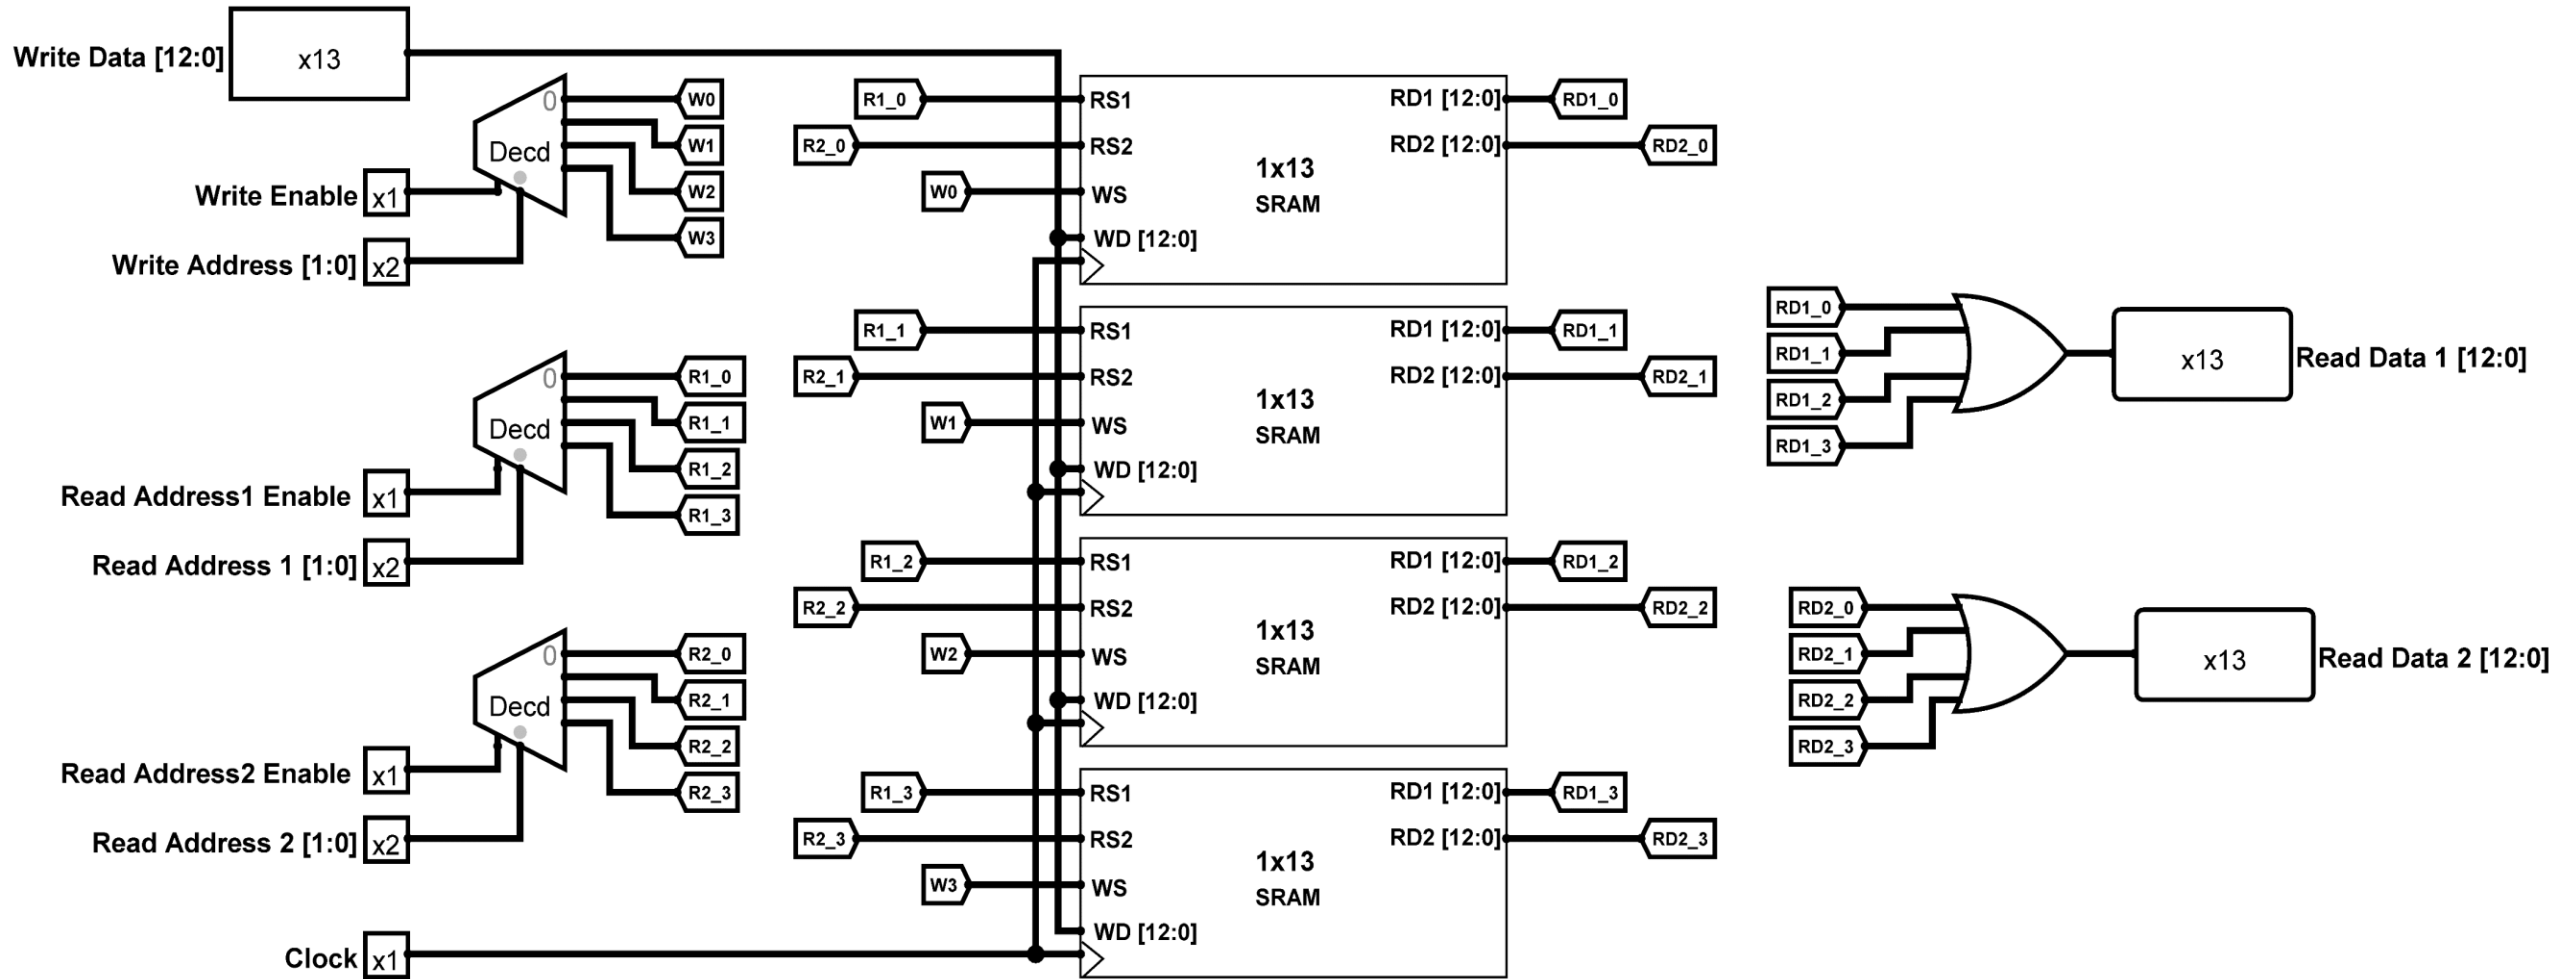 Write Data [12:0]
x13
0
Decd
W0
W1
W2
W3
Write Enable
x1
Write Address [1:0]
x2
0
Decd
R1_0
R1_1
R1_2
R1_3
Read Address1 Enable
x1
Read Address 1 [1:0]
x2
0
Decd
R2_0
R2_1
R2_2
R2_3
Read Address2 Enable
x1
Read Address 2 [1:0]
x2
Clock
x1
R1_0
R2_0
W0
RS1
RS2
WS
WD [12:0]
1x13
SRAM
RD1 [12:0]
RD2 [12:0]
RD1_0
RD2_0
R1_1
R2_1
W1
RS1
RS2
WS
WD [12:0]
1x13
SRAM
RD1 [12:0]
RD2 [12:0]
RD1_1
RD2_1
R1_2
R2_2
W2
RS1
RS2
WS
WD [12:0]
1x13
SRAM
RD1 [12:0]
RD2 [12:0]
RD1_2
RD2_2
R1_3
R2_3
W3
RS1
RS2
WS
WD [12:0]
1x13
SRAM
RD1 [12:0]
RD2 [12:0]
RD1_3
RD2_3
RD1_0
RD1_1
RD1_2
RD1_3
x13
Read Data 1 [12:0]
RD2_0
RD2_1
RD2_2
RD2_3
x13
Read Data 2 [12:0]